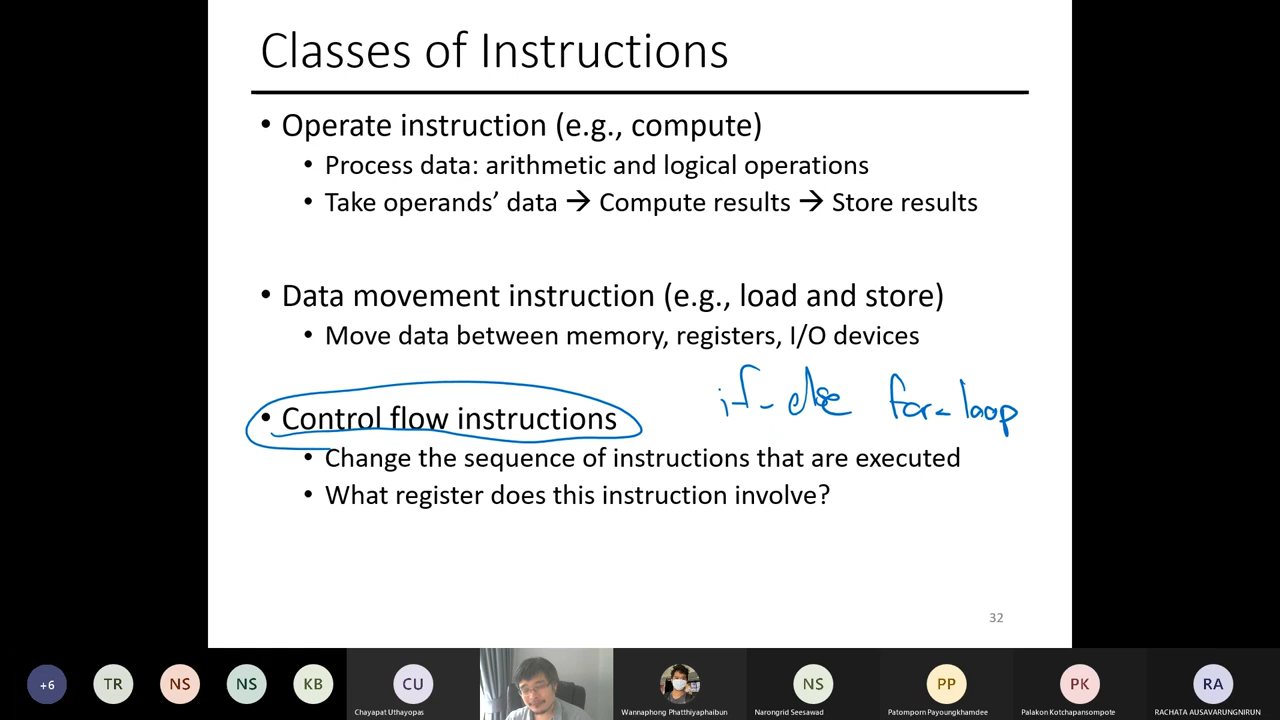 Classes of Instructions
• Operate instruction (e.g., compute)
• Process data: arithmetic and logical operations
• Take operands’ data → Compute results → Store results
• Data movement instruction (e.g., load and store)
• Move data between memory, registers, I/O devices
if-else for-loop
• Control flow instructions
• Change the sequence of instructions that are executed
• What register does this instruction involve?
32
+6 TR NS NS KB CU NS PP PK RA
Chayapat Uthayopas Wannaphong Phatthiyaphaibun Narongrid Seesawad Patomporn Payoungkhamdee Palakon Kotchapansompote RACHATA AUSAVARUNGNIRUN